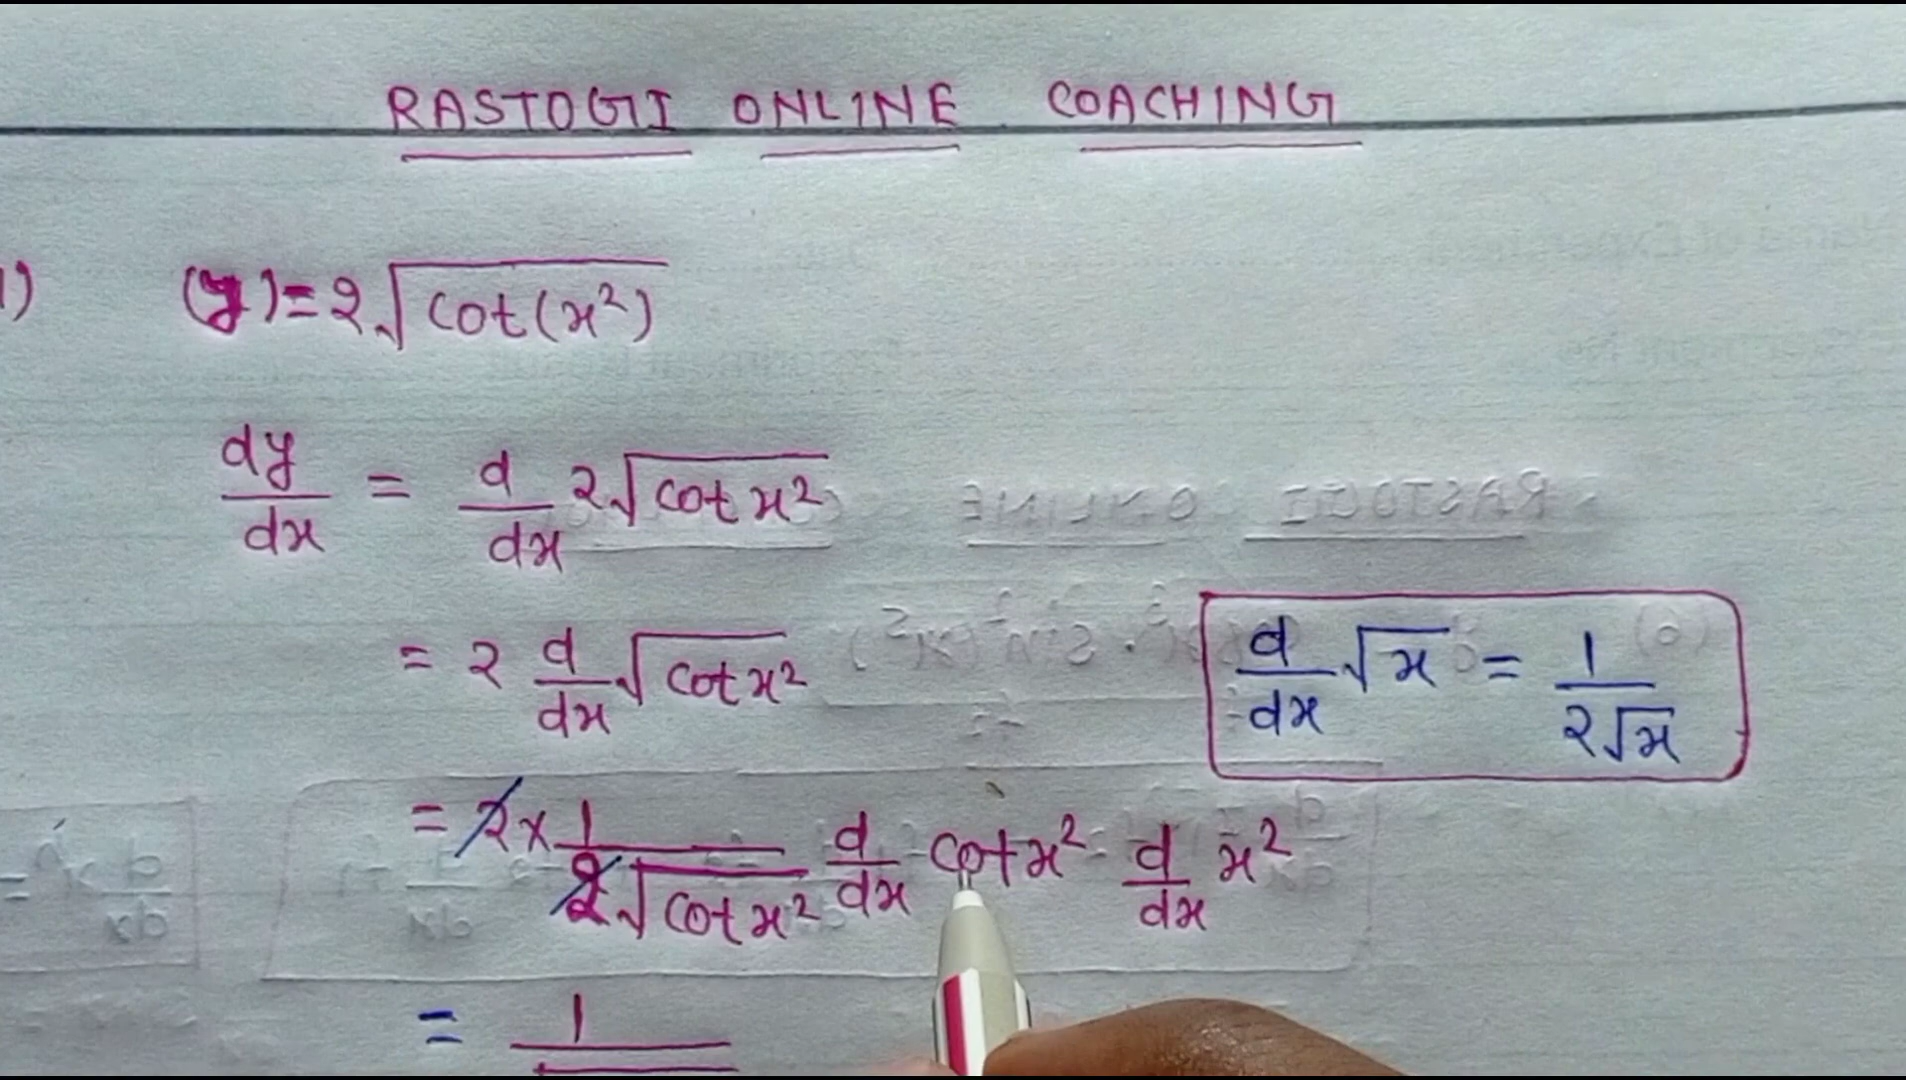 RASTOGI ONLINE COACHING
1) (y) = 2√cot(x²)
dy/dx = d/dx 2√cot x²
= 2 d/dx √cot x²
d/dx √x = 1/2√x
= 2 × 1/2√cot x² d/dx cot x² d/dx x²
= 1